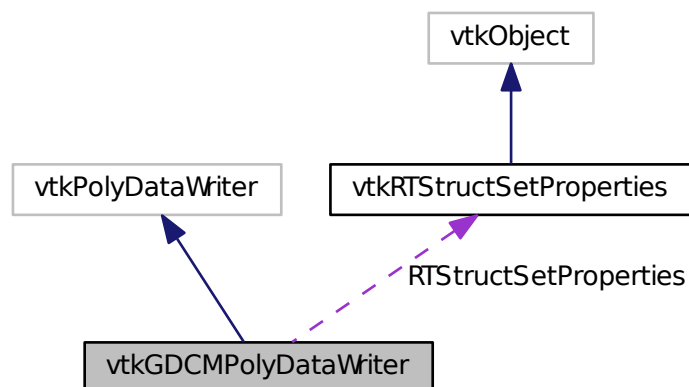 vtkObject
vtkPolyDataWriter
vtkRTStructSetProperties
RTStructSetProperties
vtkGDCMPolyDataWriter